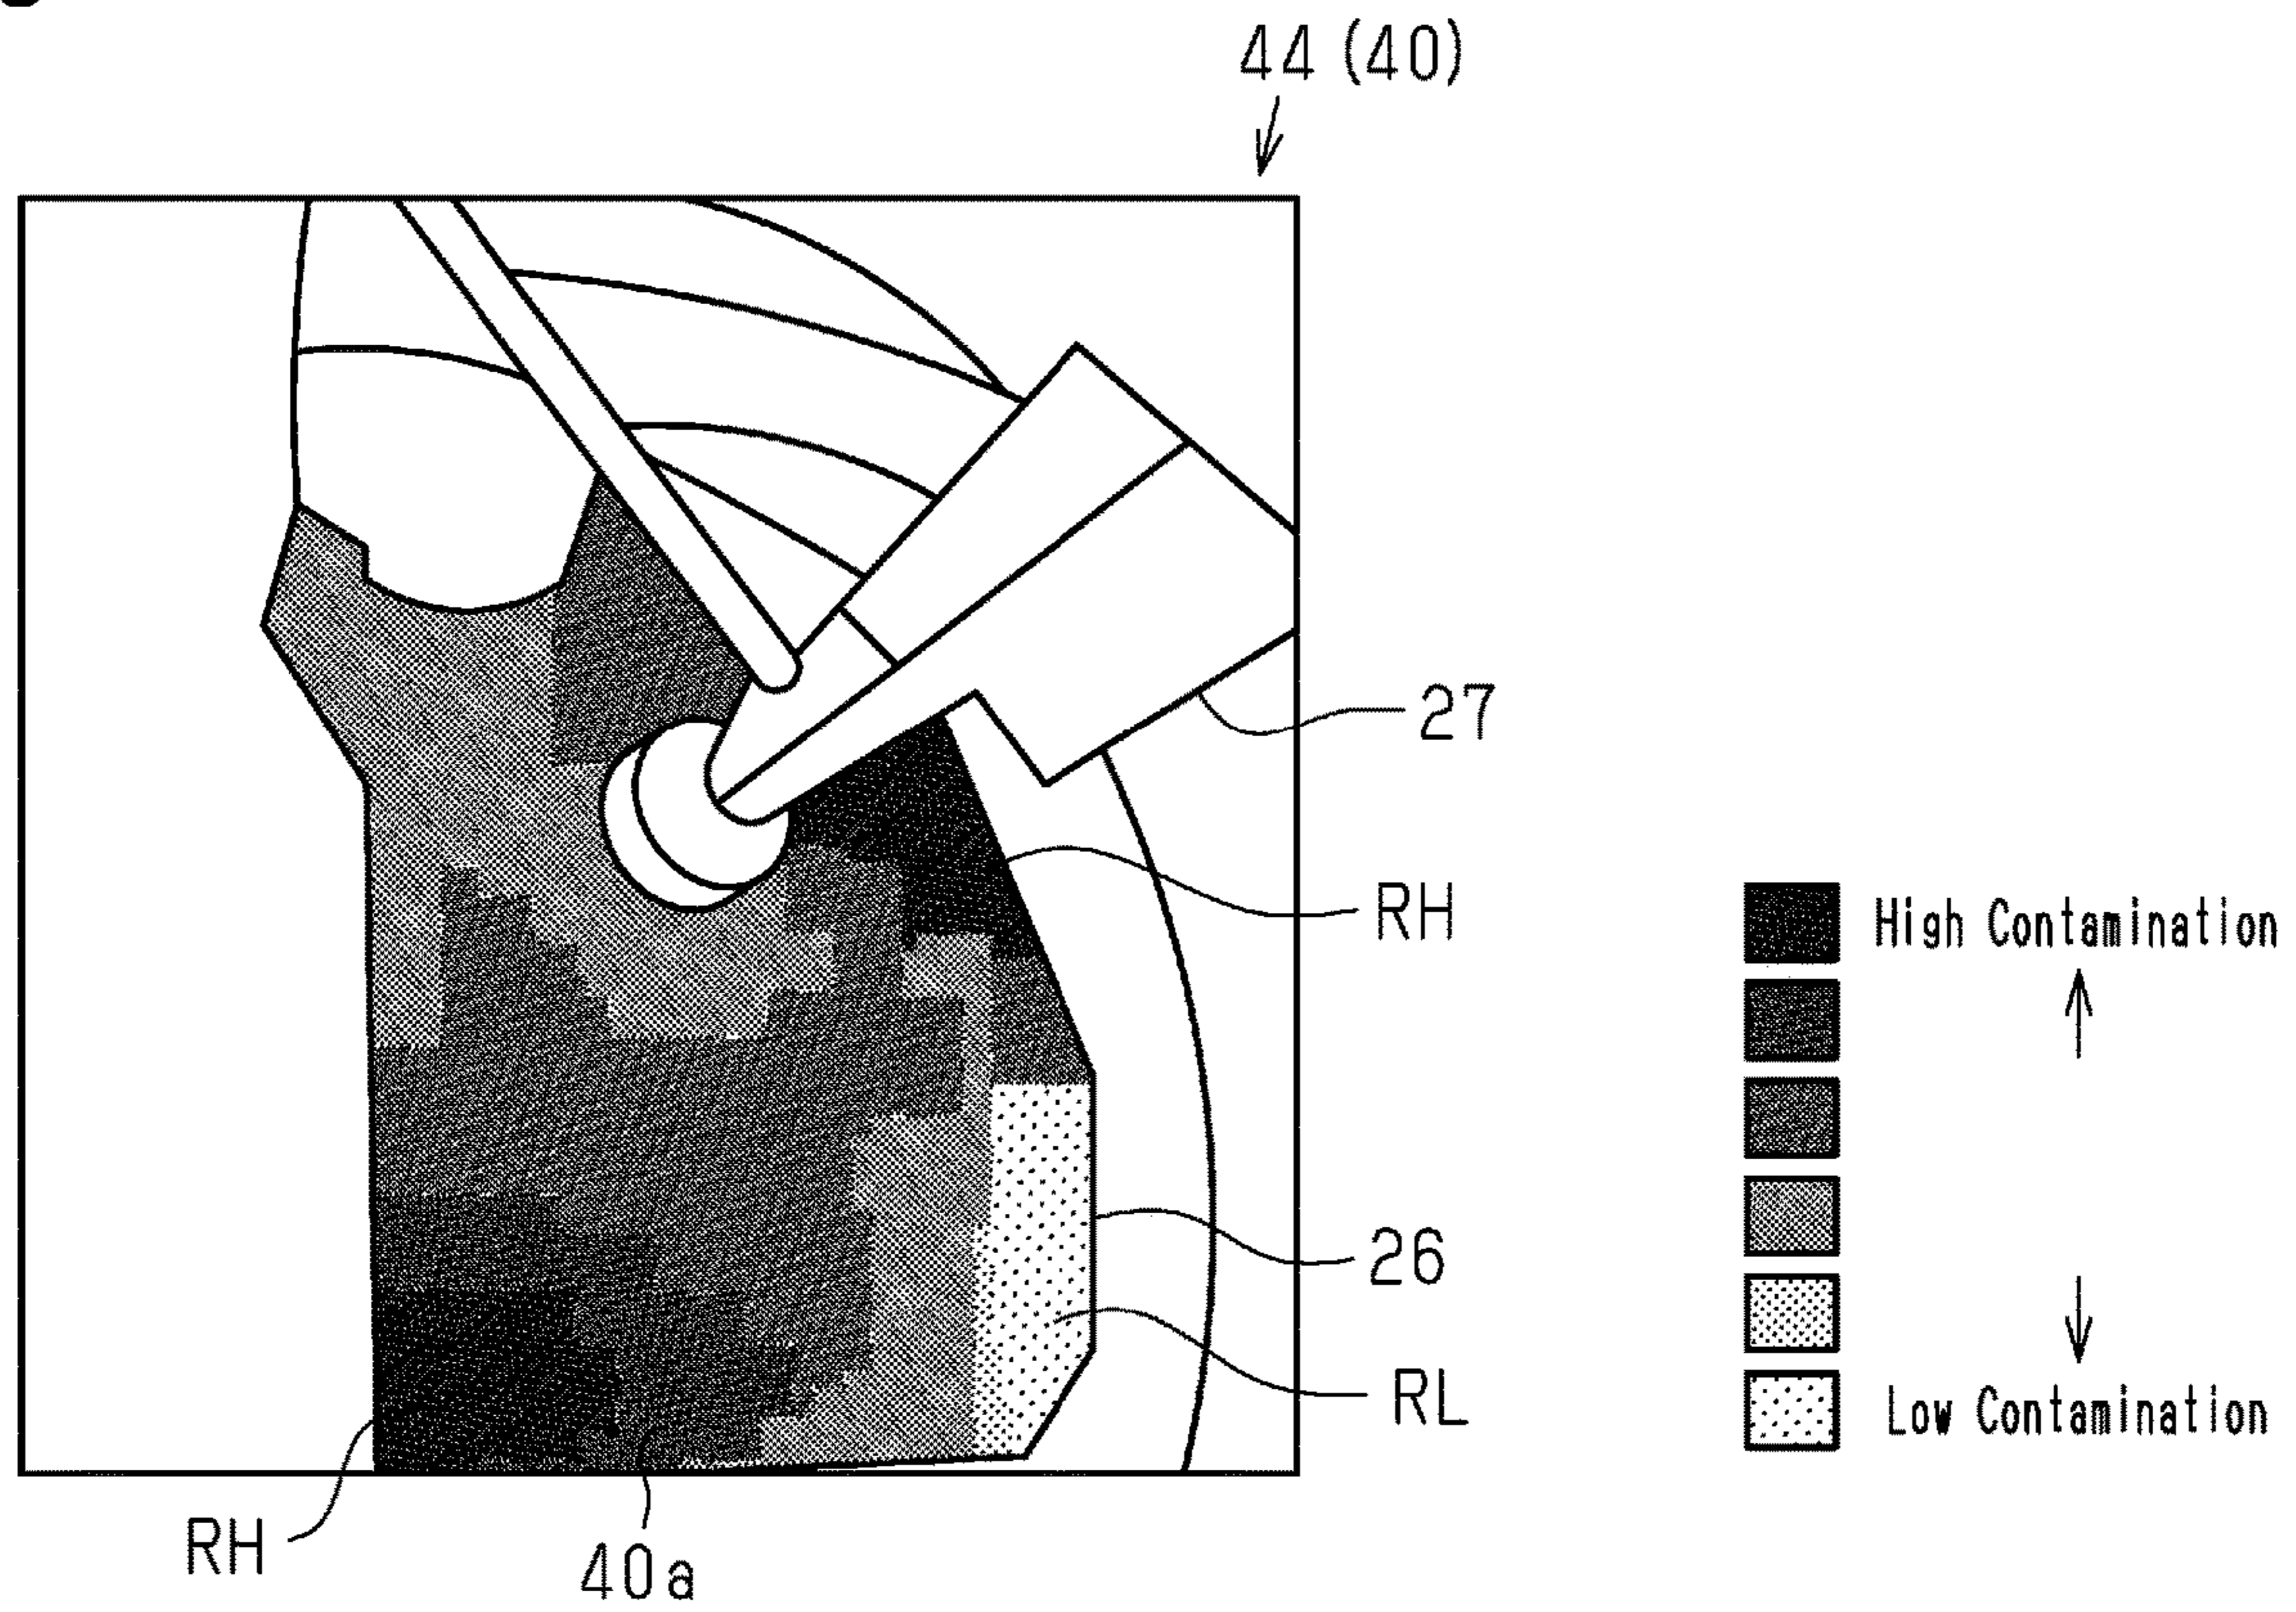 44 (40)
27
RH
High Contamination
26
RL
Low Contamination
RH
40a